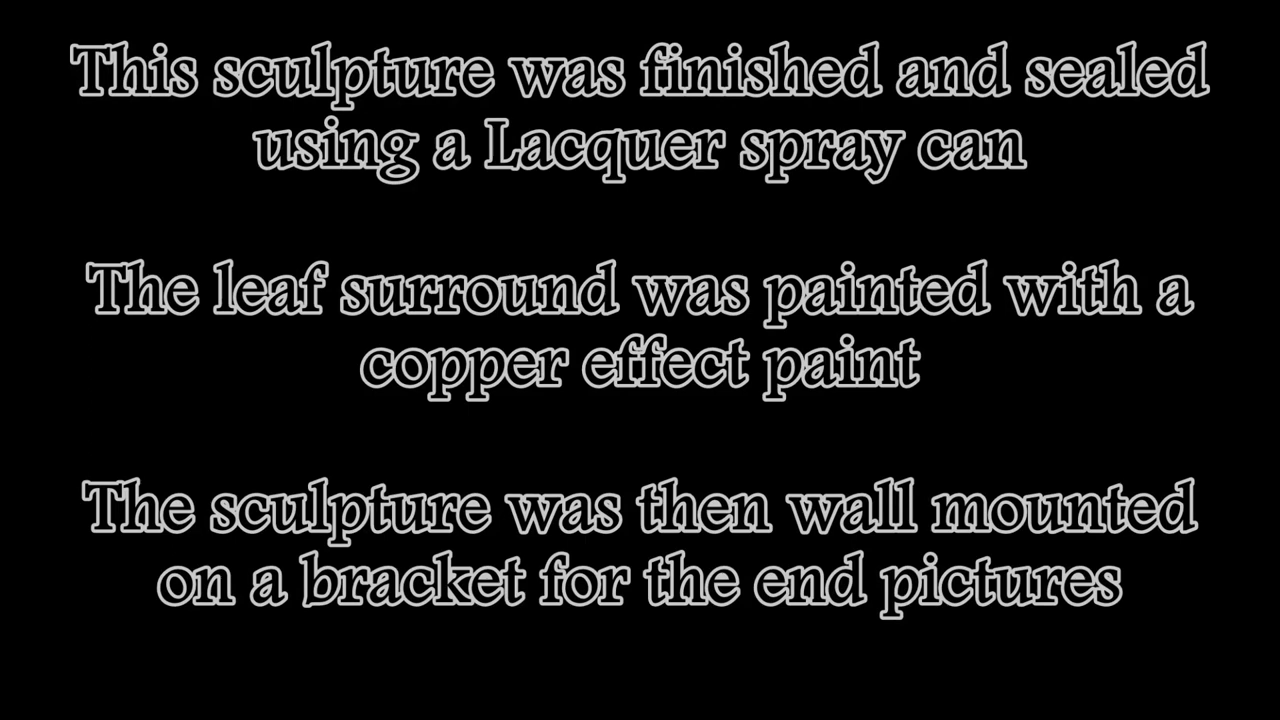 This sculpture was finished and sealed
using a Lacquer spray can
The leaf surround was painted with a
copper effect paint
The sculpture was then wall mounted
on a bracket for the end pictures